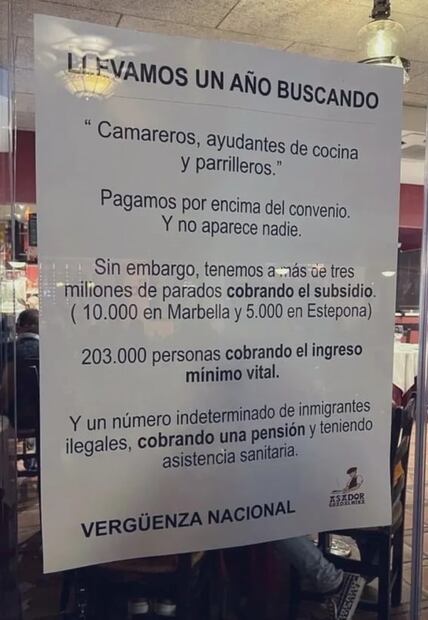 LLEVAMOS UN AÑO BUSCANDO
“ Camareros, ayudantes de cocina
y parrilleros.”
Pagamos por encima del convenio.
Y no aparece nadie.
Sin embargo, tenemos a más de tres
millones de parados cobrando el subsidio.
( 10.000 en Marbella y 5.000 en Estepona)
203.000 personas cobrando el ingreso
mínimo vital.
Y un número indeterminado de inmigrantes
ilegales, cobrando una pensión y teniendo
asistencia sanitaria.
ASADOR
GUADALMINA
VERGÜENZA NACIONAL